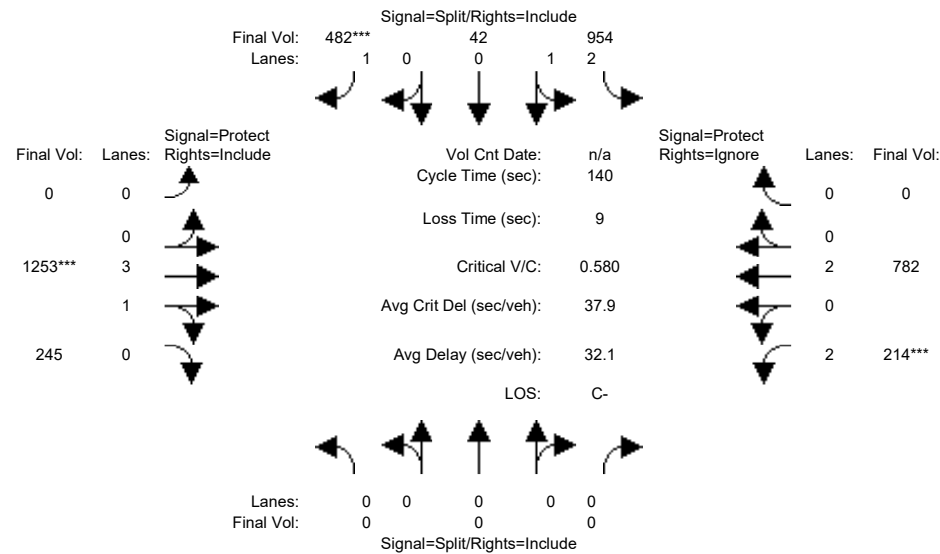 Signal=Split/Rights=Include
Final Vol: 482*** 42 954
Lanes: 1 0 0 1 2
Signal=Protect Signal=Protect
Final Vol: Lanes: Rights=Include Vol Cnt Date: n/a Rights=Ignore Lanes: Final Vol:
Cycle Time (sec): 140
0 0 0 0
Loss Time (sec): 9
0 0
1253*** 3 Critical V/C: 0.580 2 782
1 Avg Crit Del (sec/veh): 37.9 0
245 0 Avg Delay (sec/veh): 32.1 2 214***
LOS: C-
Lanes: 0 0 0 0 0
Final Vol: 0 0 0
Signal=Split/Rights=Include